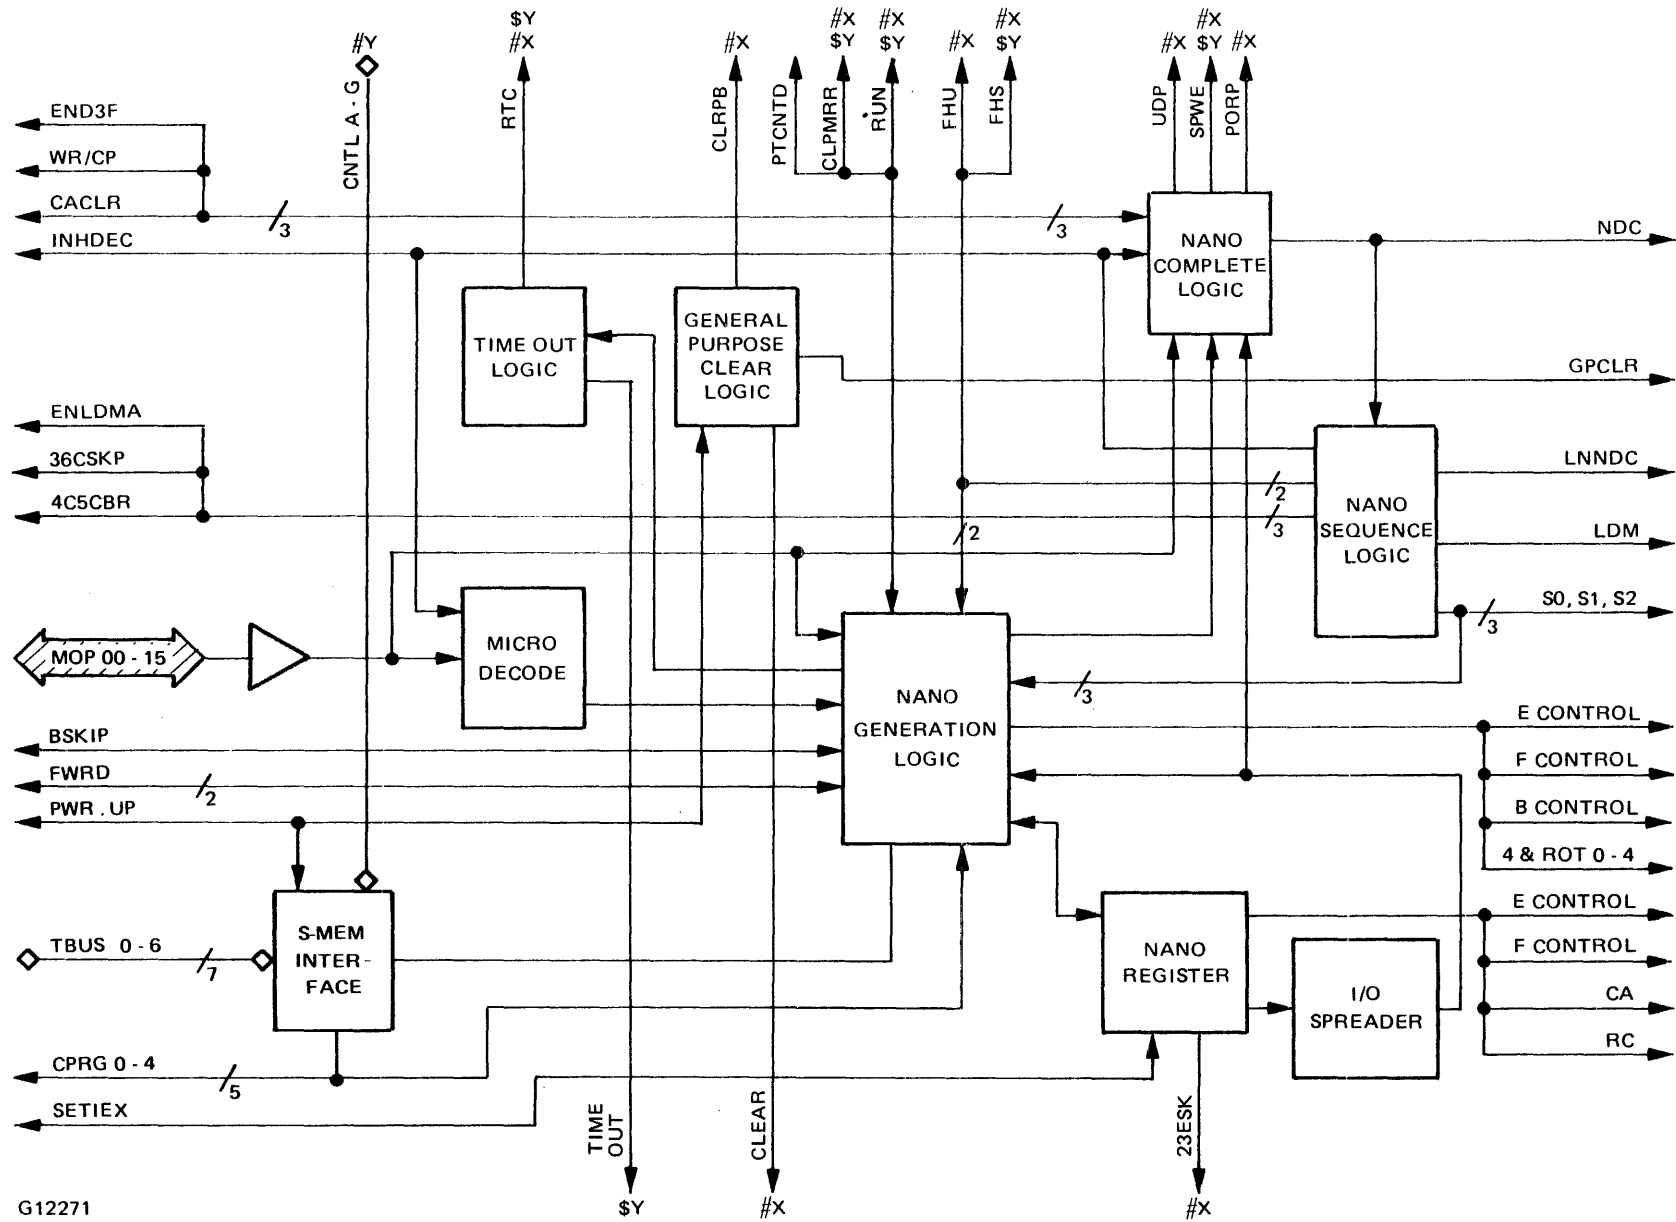 $Y
#X
#X
$Y
#X
$Y
#X
$Y
#X
$Y
#Y
#X
#X
#X
#X
#X
END3F
WR/CP
CACLR
INHDEC
CNTL A - G
RTC
CLRPB
PTCNTD
CLPMRR
RUN
FHU
FHS
UDP
SPWE
PORP
3
3
NANO
COMPLETE
LOGIC
NDC
TIME OUT
LOGIC
GENERAL
PURPOSE
CLEAR
LOGIC
GPCLR
ENLDMA
36CSKP
4C5CBR
2
3
2
NANO
SEQUENCE
LOGIC
LNNDC
LDM
S0, S1, S2
3
MOP 00 - 15
MICRO
DECODE
3
NANO
GENERATION
LOGIC
BSKIP
FWRD
2
PWR . UP
E CONTROL
F CONTROL
B CONTROL
4 & ROT 0 - 4
E CONTROL
F CONTROL
CA
RC
TBUS 0 - 6
7
S-MEM
INTER-
FACE
NANO
REGISTER
I/O
SPREADER
CPRG 0 - 4
5
SETIEX
TIME
OUT
CLEAR
23ESK
$Y
#X
#X
G12271